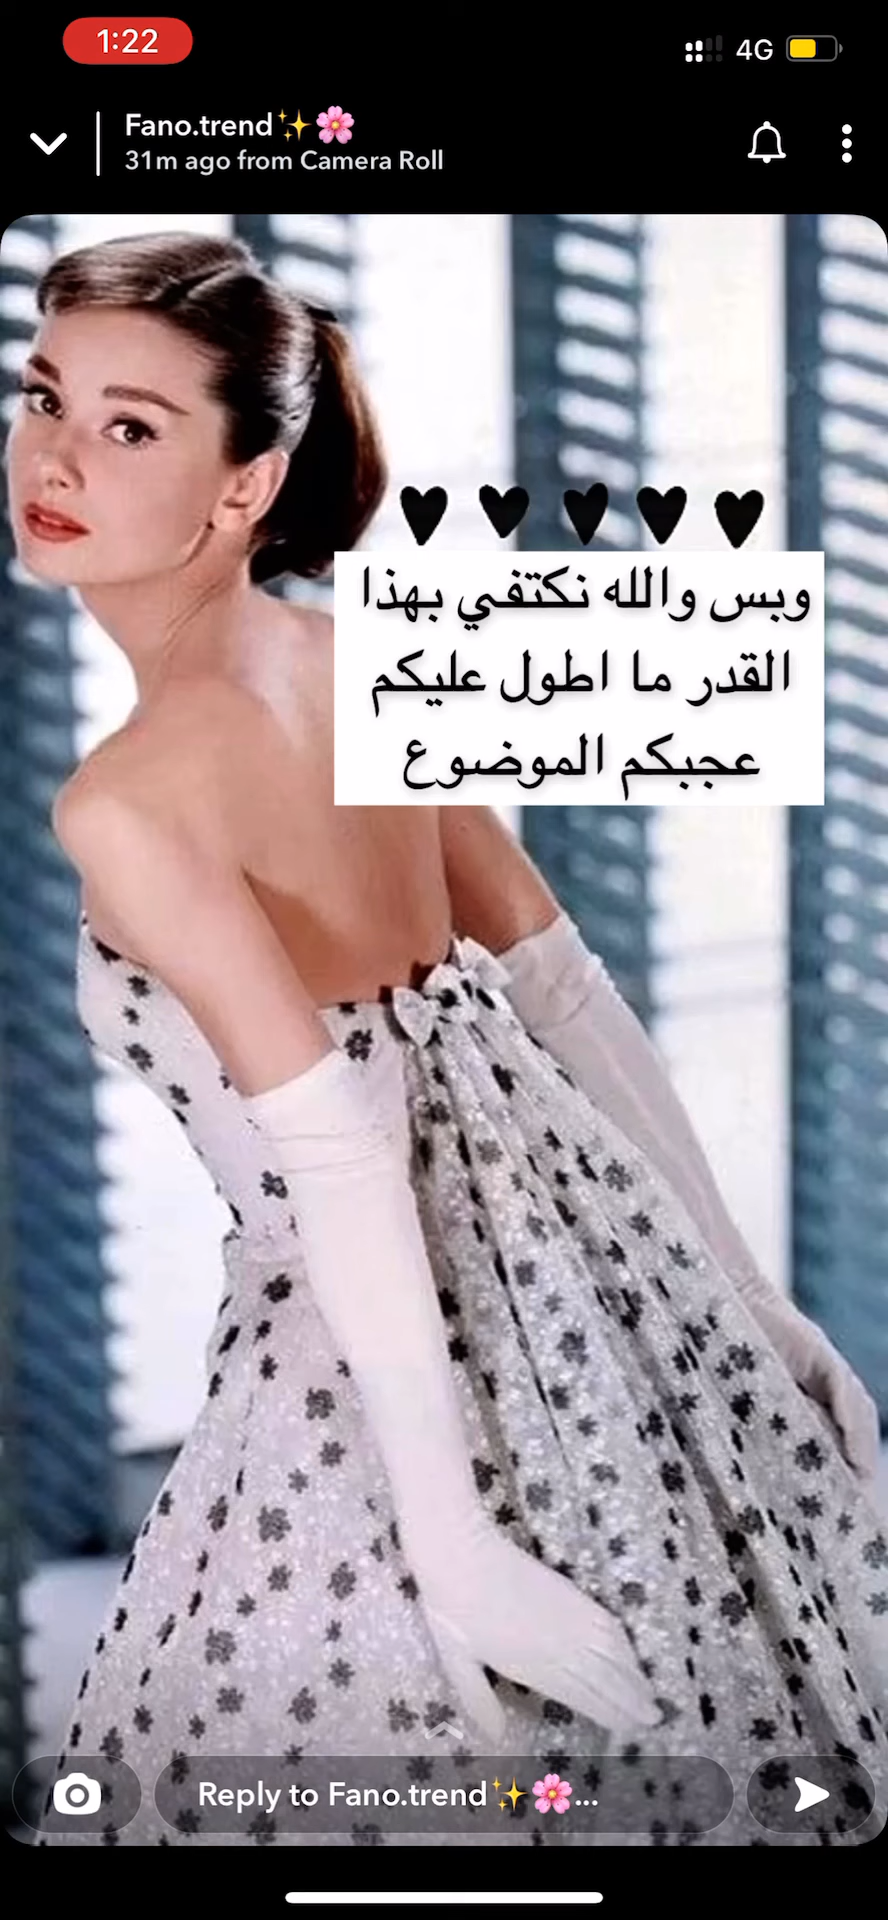 1:22
4G
Fano.trend✨🌸
31m ago from Camera Roll
وبس والله نكتفي بهذا
القدر ما اطول عليكم
عجبكم الموضوع
Reply to Fano.trend✨🌸...